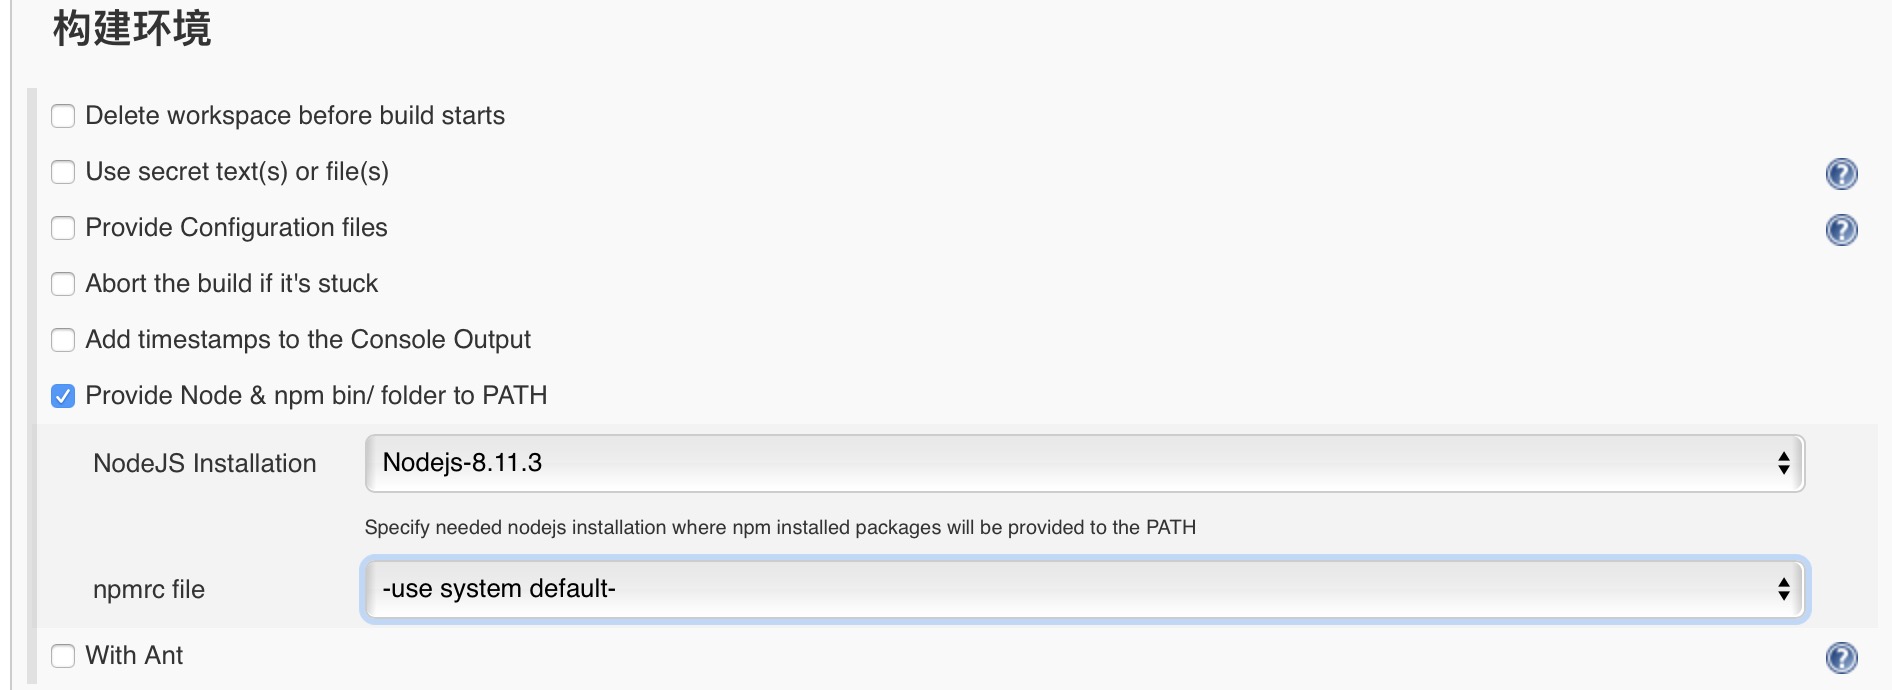 构建环境
Delete workspace before build starts
Use secret text(s) or file(s)
Provide Configuration files
Abort the build if it's stuck
Add timestamps to the Console Output
Provide Node & npm bin/ folder to PATH
NodeJS Installation Nodejs-8.11.3
Specify needed nodejs installation where npm installed packages will be provided to the PATH
npmrc file -use system default-
With Ant